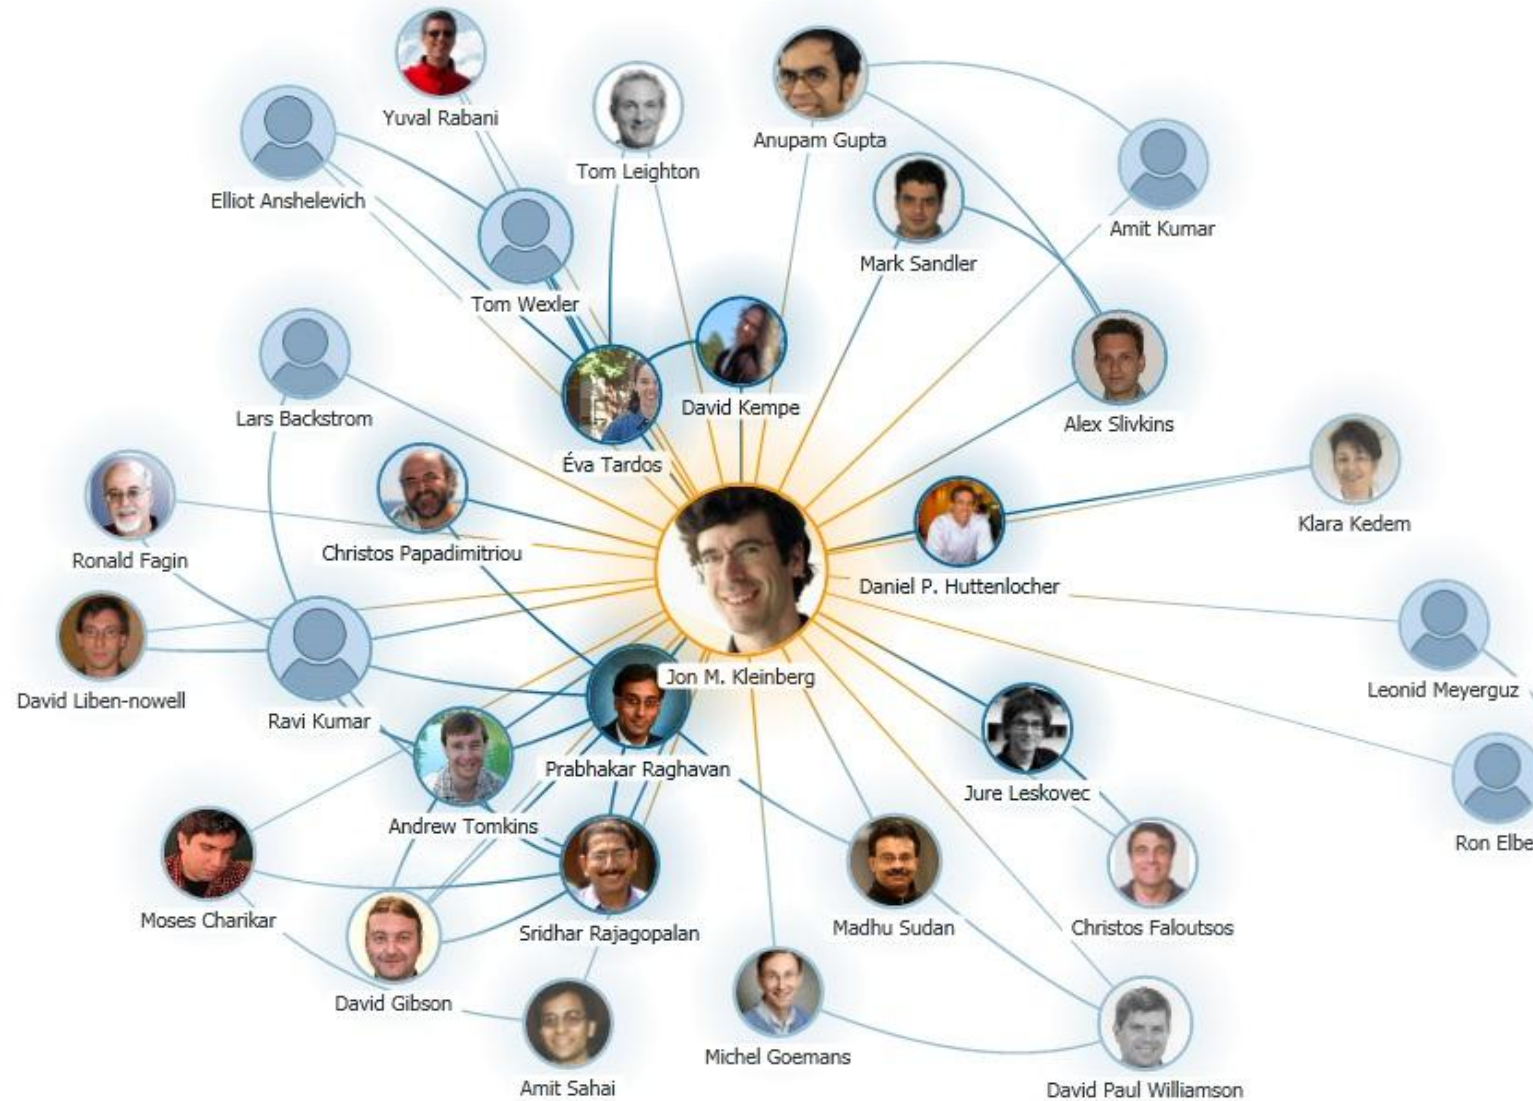 Yuval Rabani
Anupam Gupta
Tom Leighton
Elliot Anshelevich
Amit Kumar
Mark Sandler
Tom Wexler
David Kempe
Lars Backstrom
Alex Slivkins
Éva Tardos
Klara Kedem
Christos Papadimitriou
Ronald Fagin
Daniel P. Huttenlocher
Jon M. Kleinberg
Leonid Meyerguz
David Liben-nowell
Ravi Kumar
Prabhakar Raghavan
Jure Leskovec
Andrew Tomkins
Ron Elbe
Moses Charikar
Christos Faloutsos
Madhu Sudan
Sridhar Rajagopalan
David Gibson
Michel Goemans
Amit Sahai
David Paul Williamson